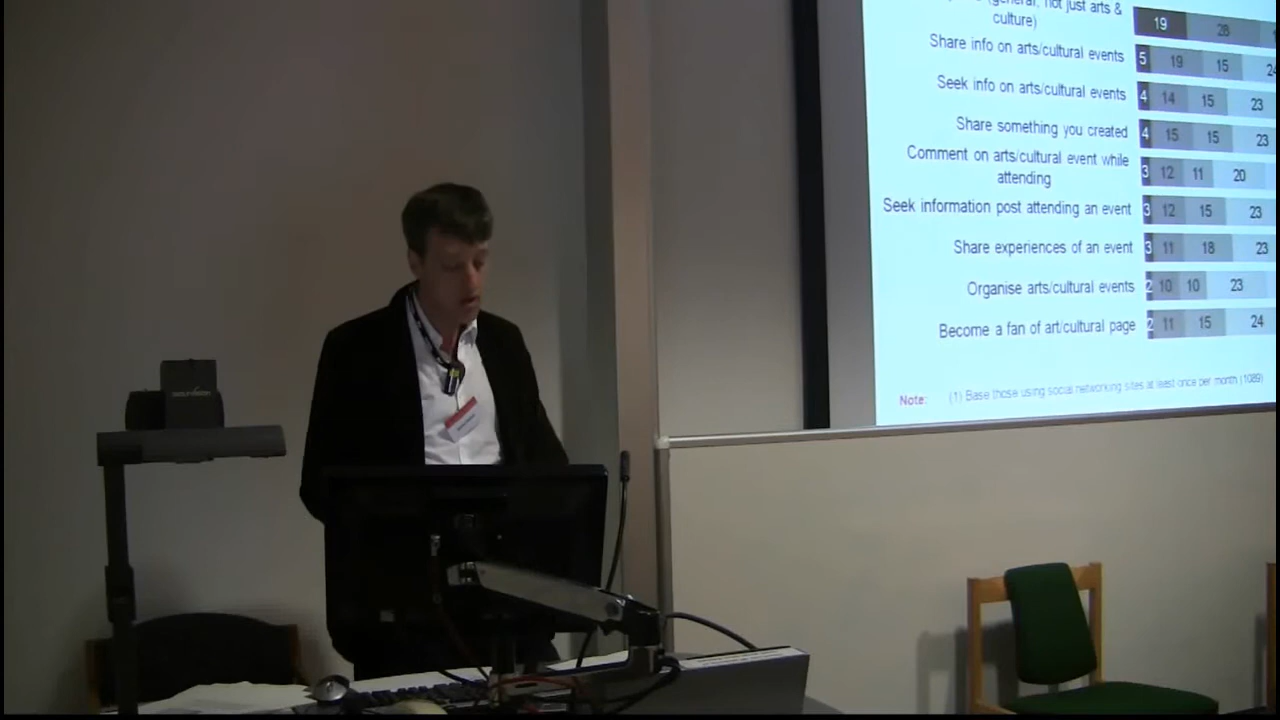 (general, not just arts &
culture) 19 28
Share info on arts/cultural events 5 19 15 24
Seek info on arts/cultural events 4 14 15 23
Share something you created 4 15 15 23
Comment on arts/cultural event while
attending 3 12 11 20
Seek information post attending an event 3 12 15 23
Share experiences of an event 3 11 18 23
Organise arts/cultural events 2 10 10 23
Become a fan of art/cultural page 2 11 15 24
Note: (1) Base those using social networking sites at least once per month (1089)